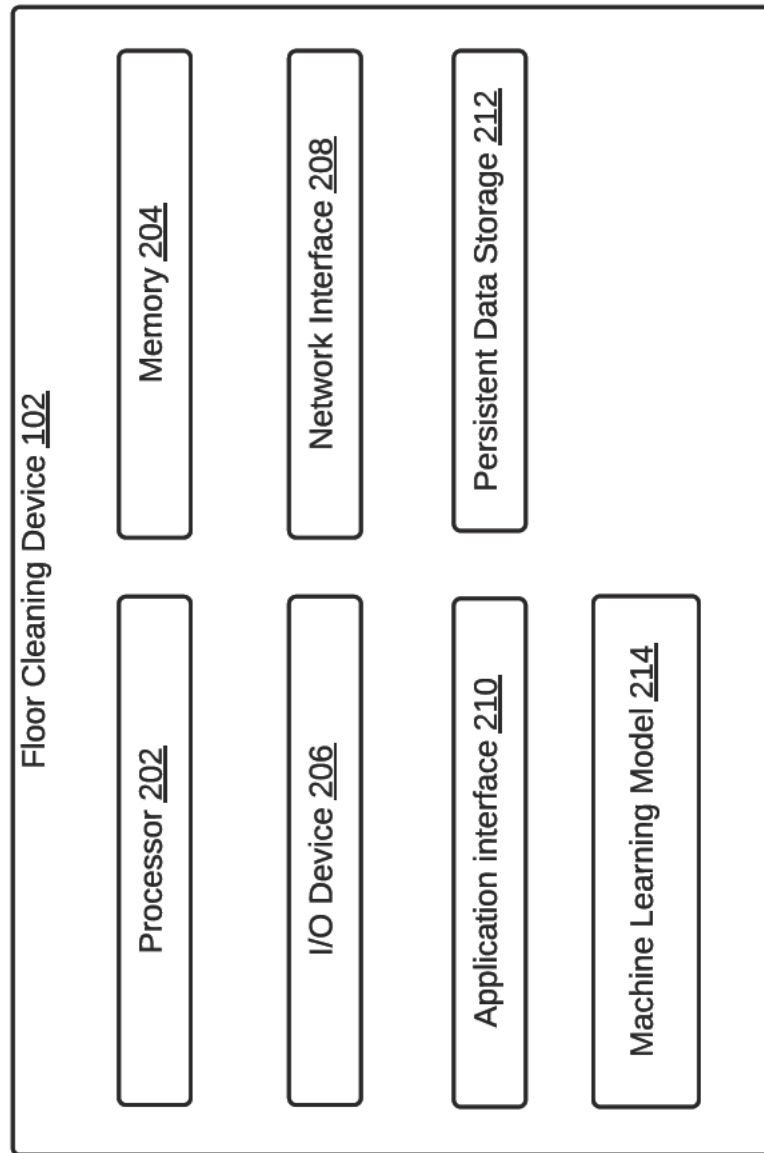 Floor Cleaning Device 102
Processor 202
Memory 204
I/O Device 206
Network Interface 208
Application interface 210
Persistent Data Storage 212
Machine Learning Model 214